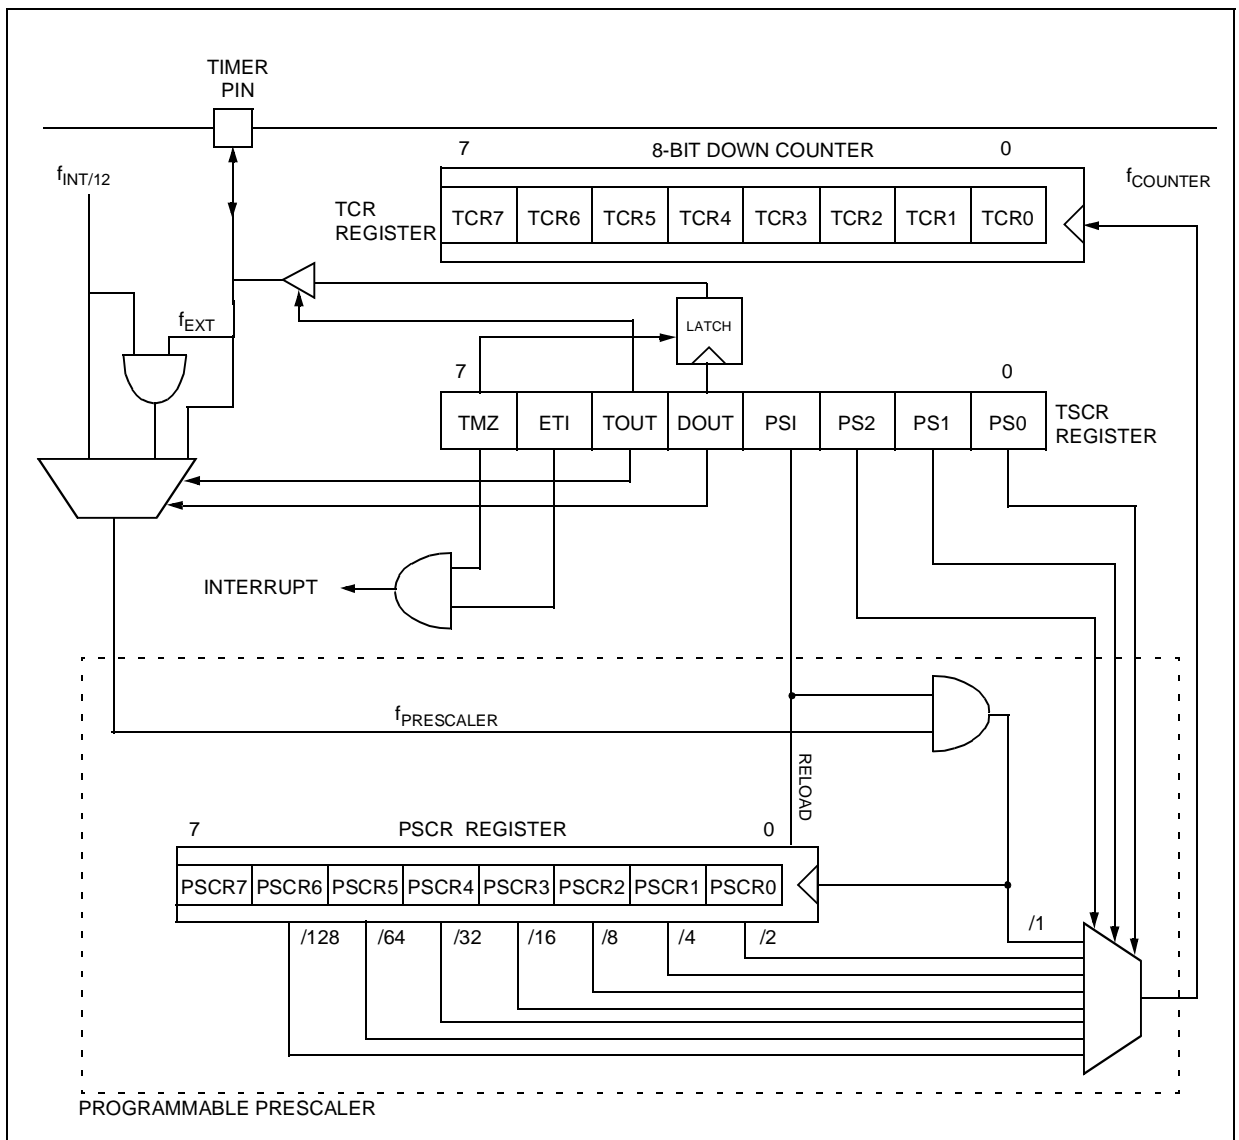 TIMER
PIN
7 8-BIT DOWN COUNTER 0
fINT/12
fCOUNTER
TCR
REGISTER
TCR7 TCR6 TCR5 TCR4 TCR3 TCR2 TCR1 TCR0
fEXT
LATCH
7 0
TMZ ETI TOUT DOUT PSI PS2 PS1 PS0
TSCR
REGISTER
INTERRUPT
fPRESCALER
RELOAD
7 PSCR REGISTER 0
PSCR7 PSCR6 PSCR5 PSCR4 PSCR3 PSCR2 PSCR1 PSCR0
/128 /64 /32 /16 /8 /4 /2
/1
PROGRAMMABLE PRESCALER